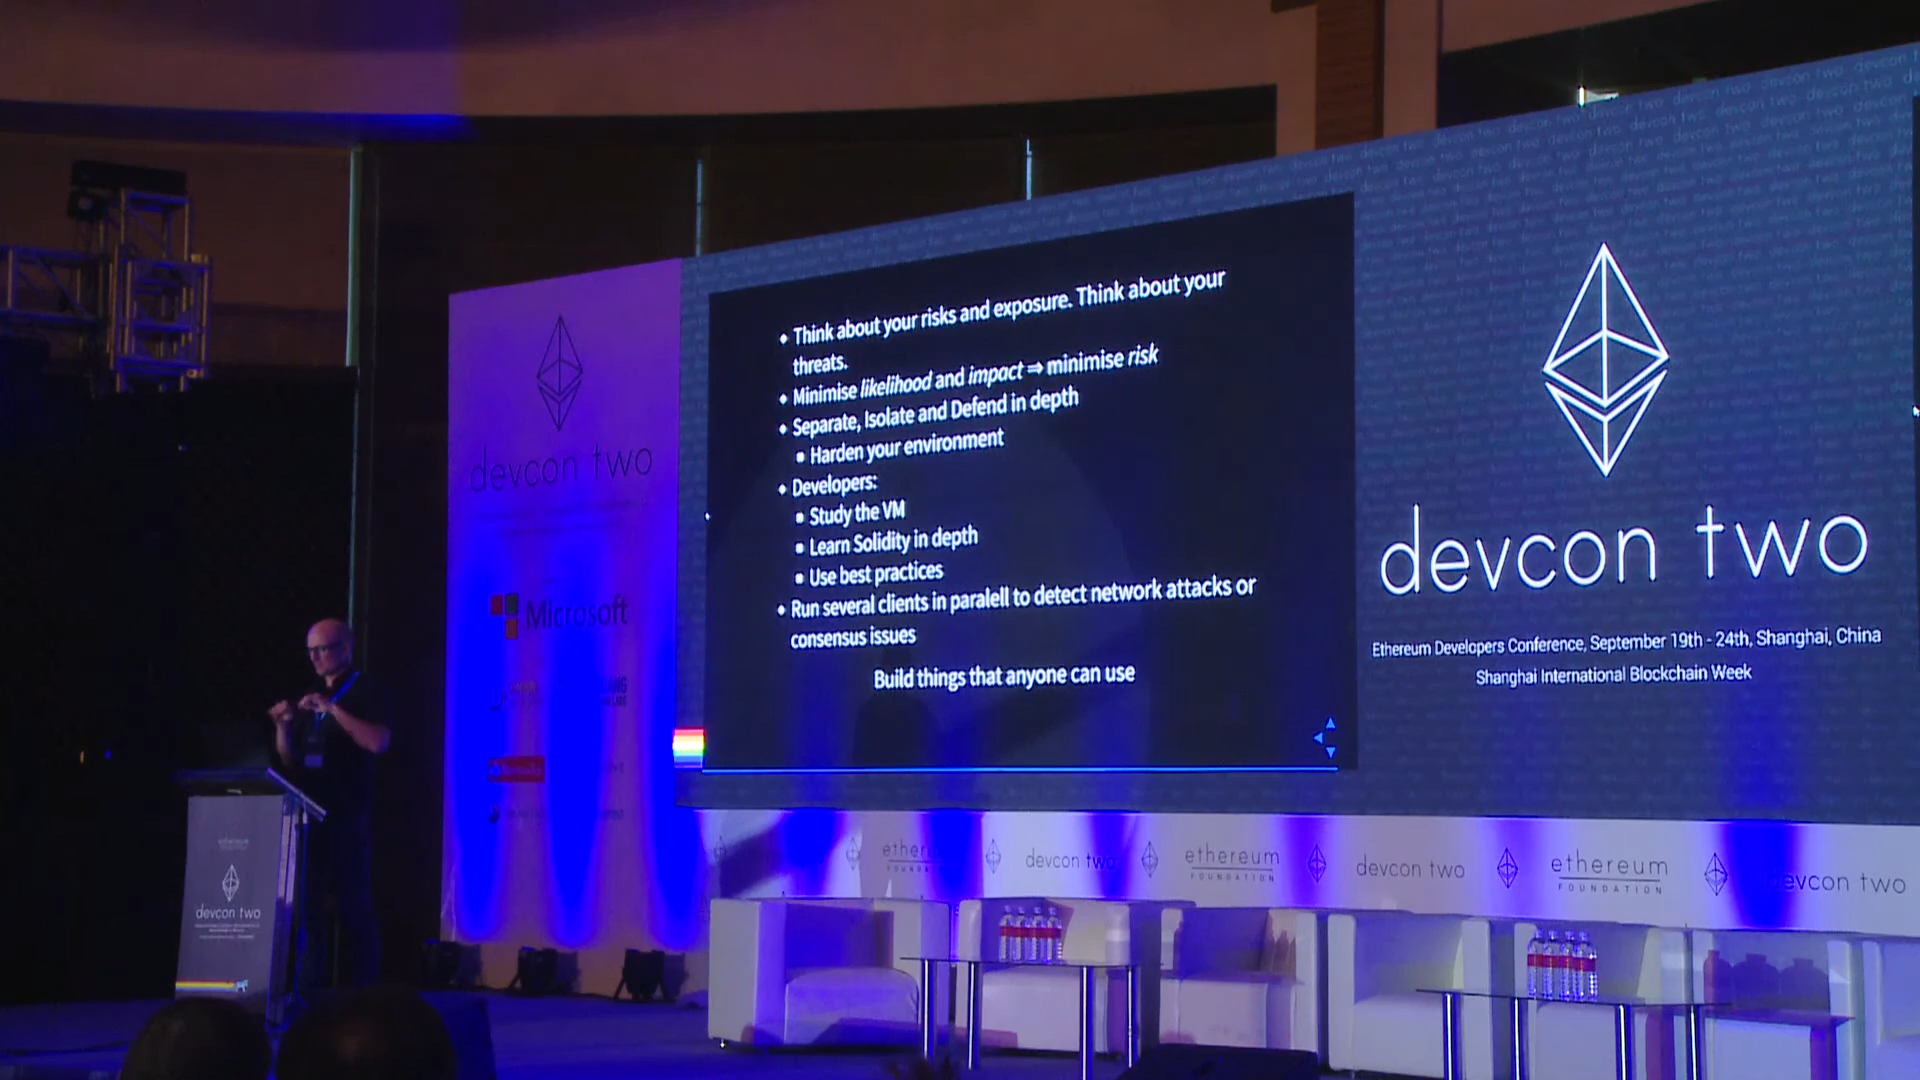 • Think about your risks and exposure. Think about your
threats.
• Minimise likelihood and impact ⇒ minimise risk
• Separate, Isolate and Defend in depth
▪ Harden your environment
• Developers:
▪ Study the VM
▪ Learn Solidity in depth
▪ Use best practices
• Run several clients in paralell to detect network attacks or
consensus issues
Build things that anyone can use
devcon two
Ethereum Developers Conference, September 19th - 24th, Shanghai, China
Shanghai International Blockchain Week
devcon two
Microsoft
ethereum
devcon two
ethereum
FOUNDATION
devcon two
ethereum
FOUNDATION
devcon two
ethereum
FOUNDATION
devcon two